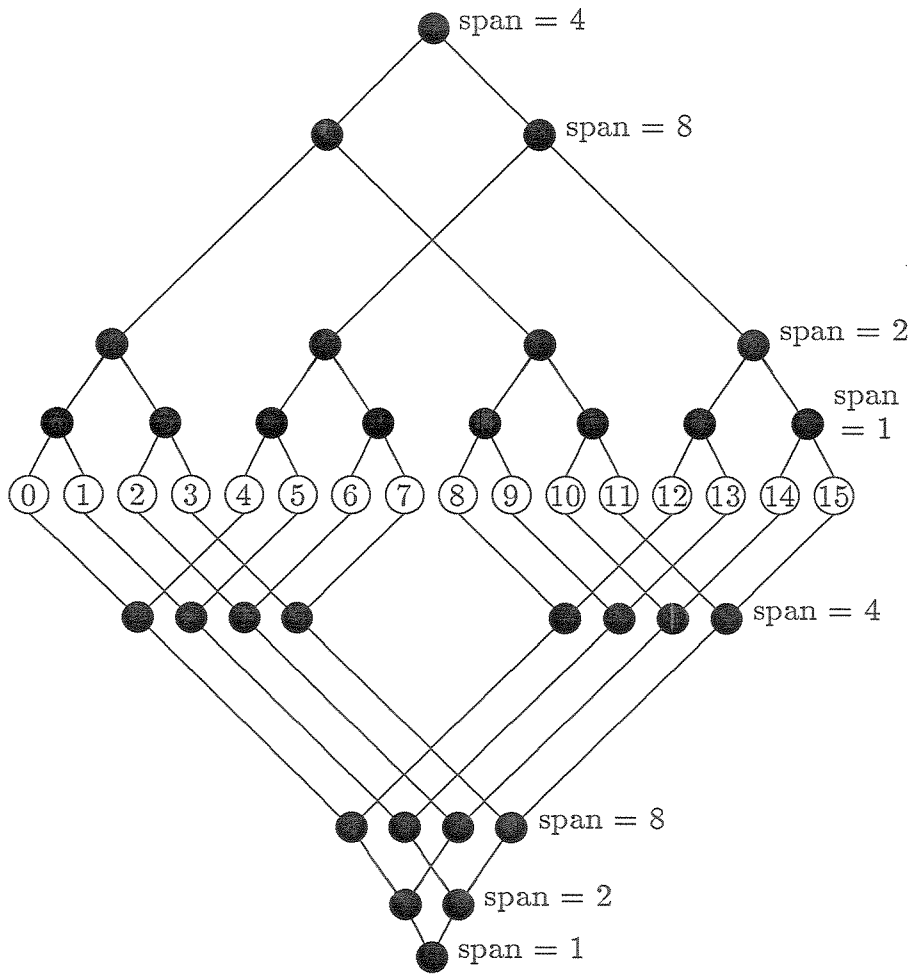 span = 4
span = 8
span = 2
span
= 1
0 1 2 3 4 5 6 7 8 9 10 11 12 13 14 15
span = 4
span = 8
span = 2
span = 1